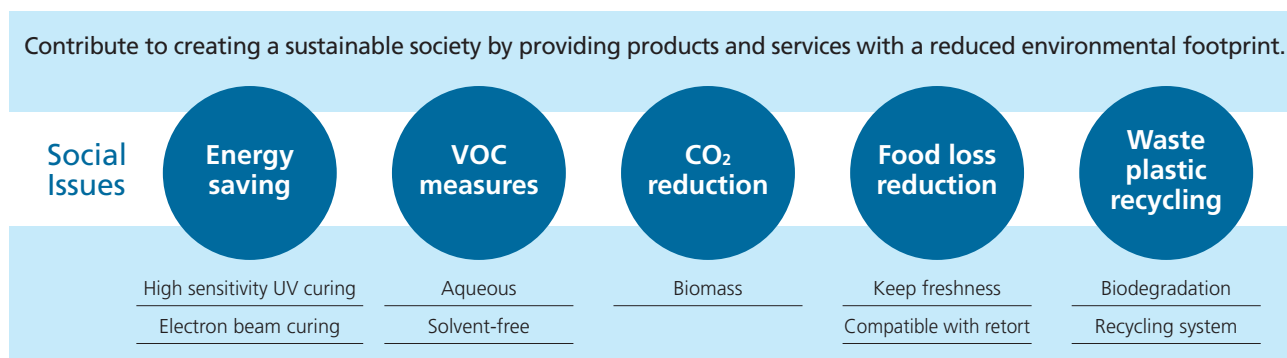 Contribute to creating a sustainable society by providing products and services with a reduced environmental footprint.
Social
Issues
Energy
saving
VOC
measures
CO₂
reduction
Food loss
reduction
Waste
plastic
recycling
High sensitivity UV curing
Electron beam curing
Aqueous
Solvent-free
Biomass
Keep freshness
Compatible with retort
Biodegradation
Recycling system